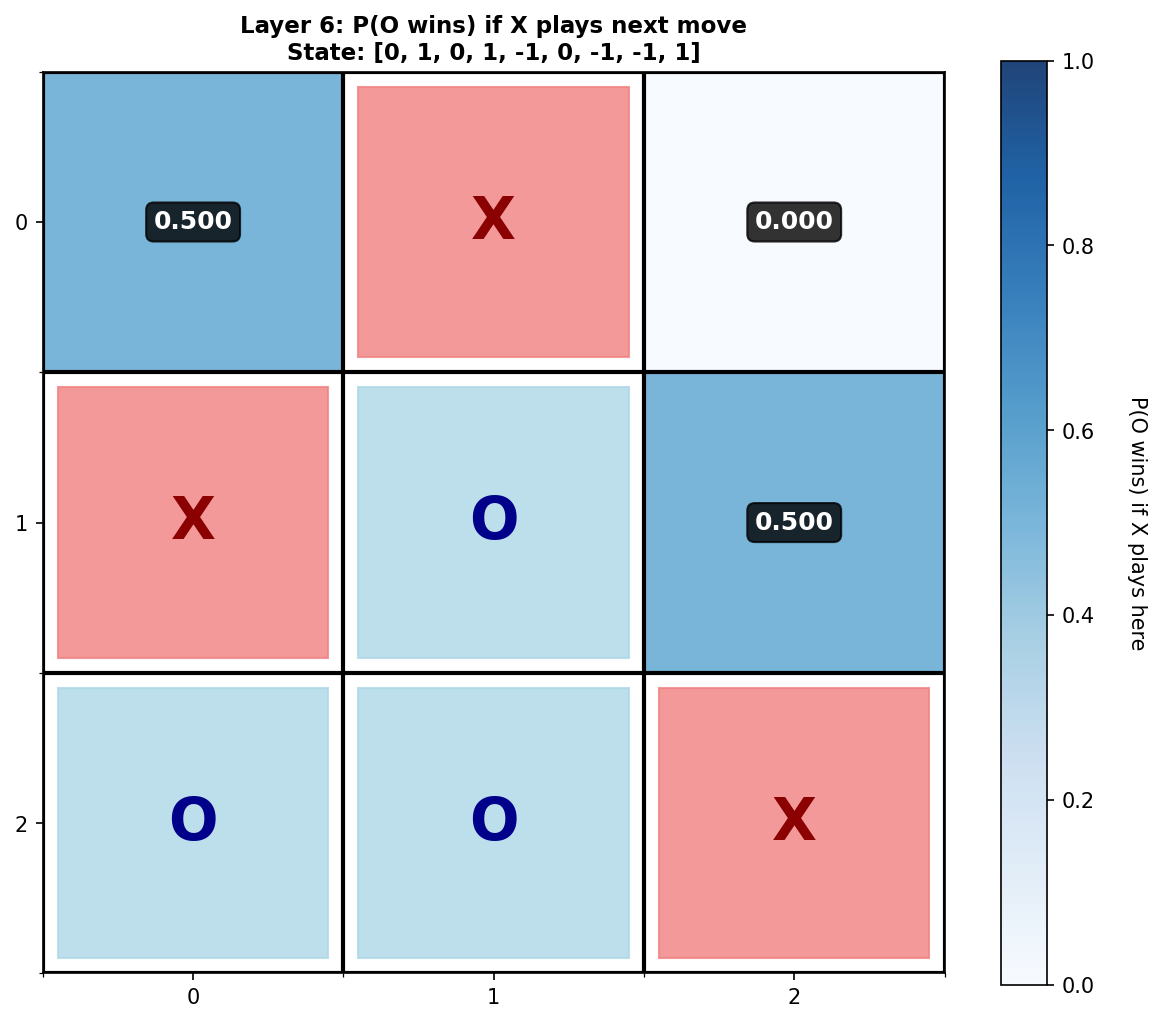 Layer 6: P(O wins) if X plays next move
State: [0, 1, 0, 1, -1, 0, -1, -1, 1]
0
0.500
X
0.000
1
X
O
0.500
2
O
O
X
0
1
2
1.0
0.8
0.6
0.4
0.2
0.0
P(O wins) if X plays here